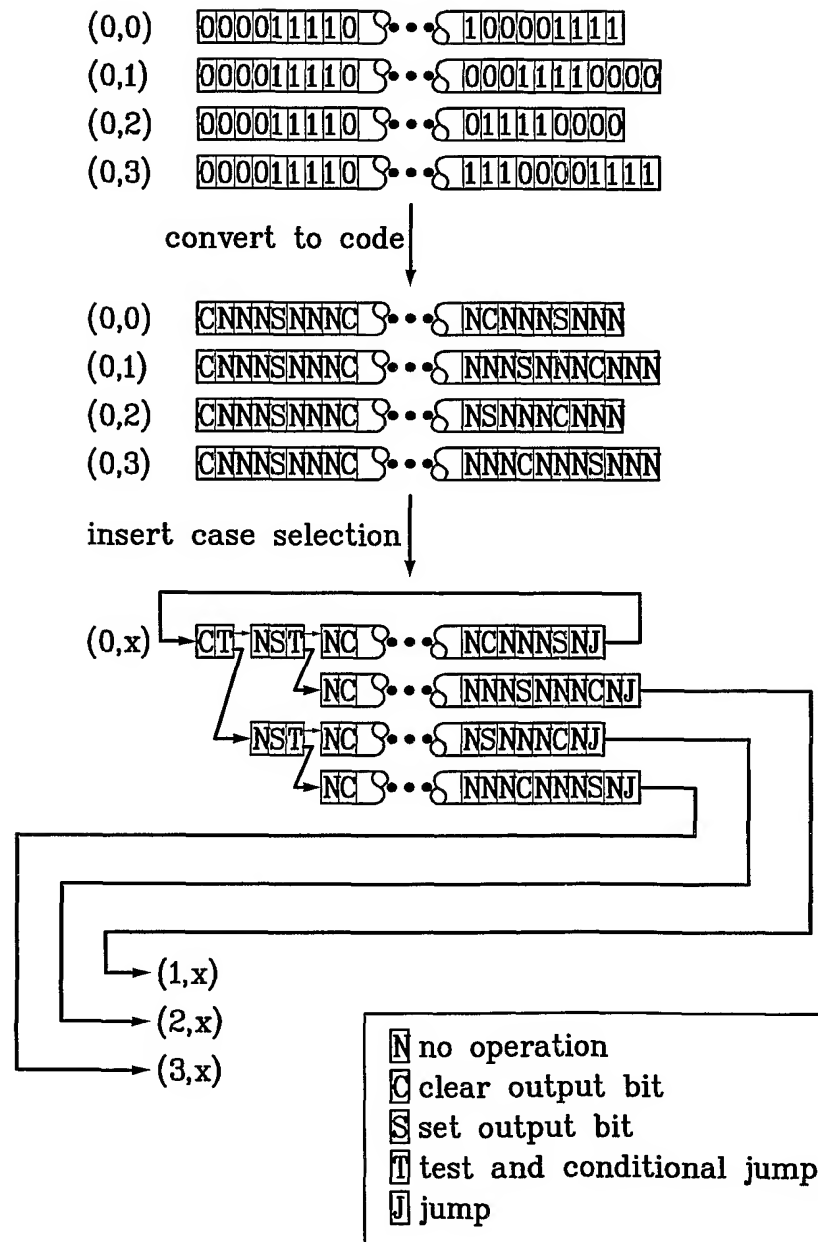 (0,0) 000011110 ••• 100001111
(0,1) 000011110 ••• 00011110000
(0,2) 000011110 ••• 011110000
(0,3) 000011110 ••• 11100001111
convert to code
(0,0) CNNNSNNNC ••• NCNNNSNNN
(0,1) CNNNSNNNC ••• NNNSNNNCNNN
(0,2) CNNNSNNNC ••• NSNNNCNNN
(0,3) CNNNSNNNC ••• NNNCNNNSNNN
insert case selection
(0,x) CT NST NC ••• NCNNNSNJ
NC ••• NNNSNNNCNJ
NST NC ••• NSNNNCNJ
NC ••• NNNCNNNSNJ
(1,x)
(2,x)
(3,x)
N no operation
C clear output bit
S set output bit
T test and conditional jump
J jump